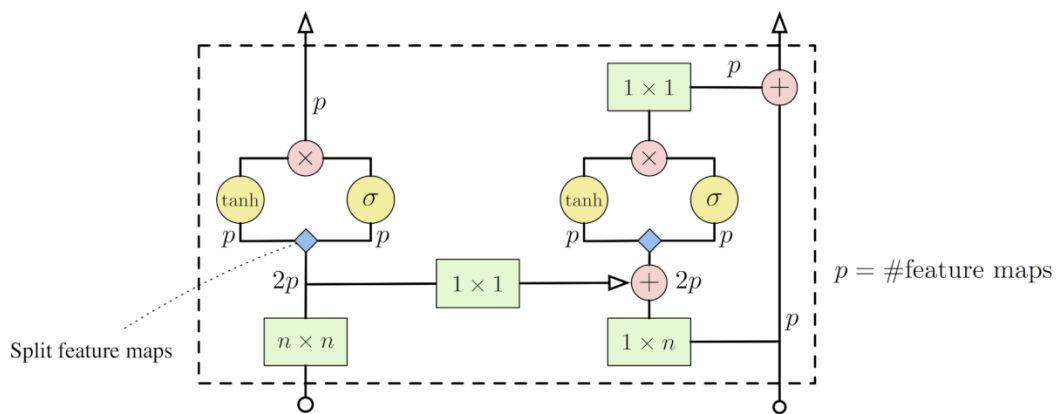 p
1 × 1
+
p
×
×
tanh
σ
tanh
σ
p
p
p
p
2p
1 × 1
+
2p
p = #feature maps
p
Split feature maps
n × n
1 × n